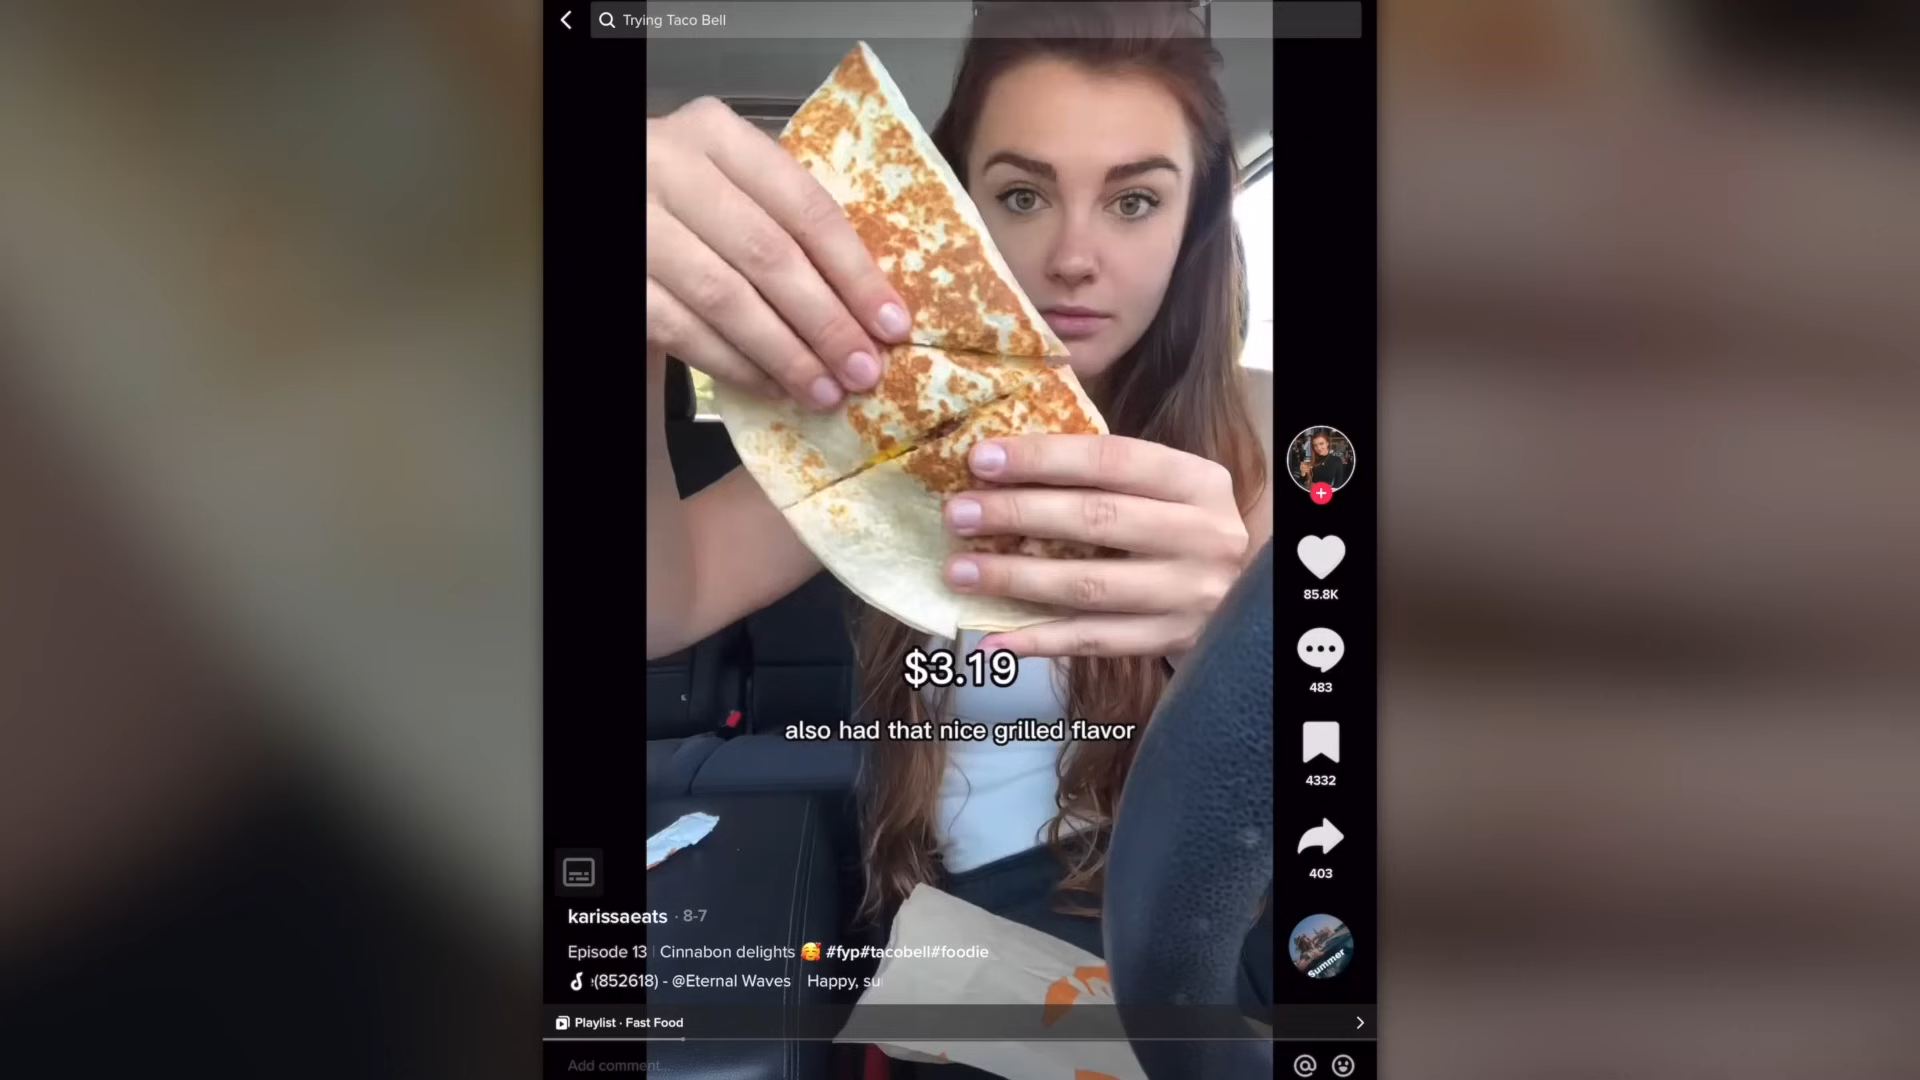 Trying Taco Bell
$3.19
also had that nice grilled flavor
85.8K
483
4332
403
Summer
karissaeats · 8-7
Episode 13 | Cinnabon delights 🥰 #fyp#tacobell#foodie
(852618) - @Eternal Waves Happy, su
Playlist · Fast Food
Add comment...